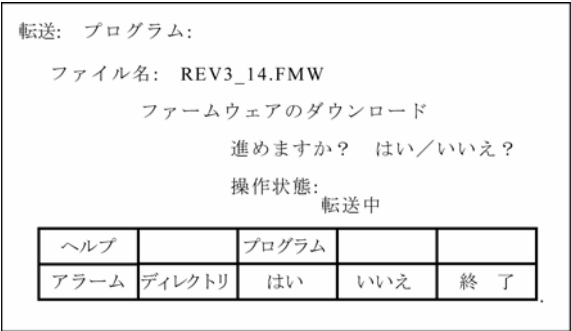 転送: プログラム:
ファイル名: REV3_14.FMW
ファームウェアのダウンロード
進めますか? はい/いいえ?
操作状態:
転送中
ヘルプ プログラム
アラーム ディレクトリ はい いいえ 終 了
.